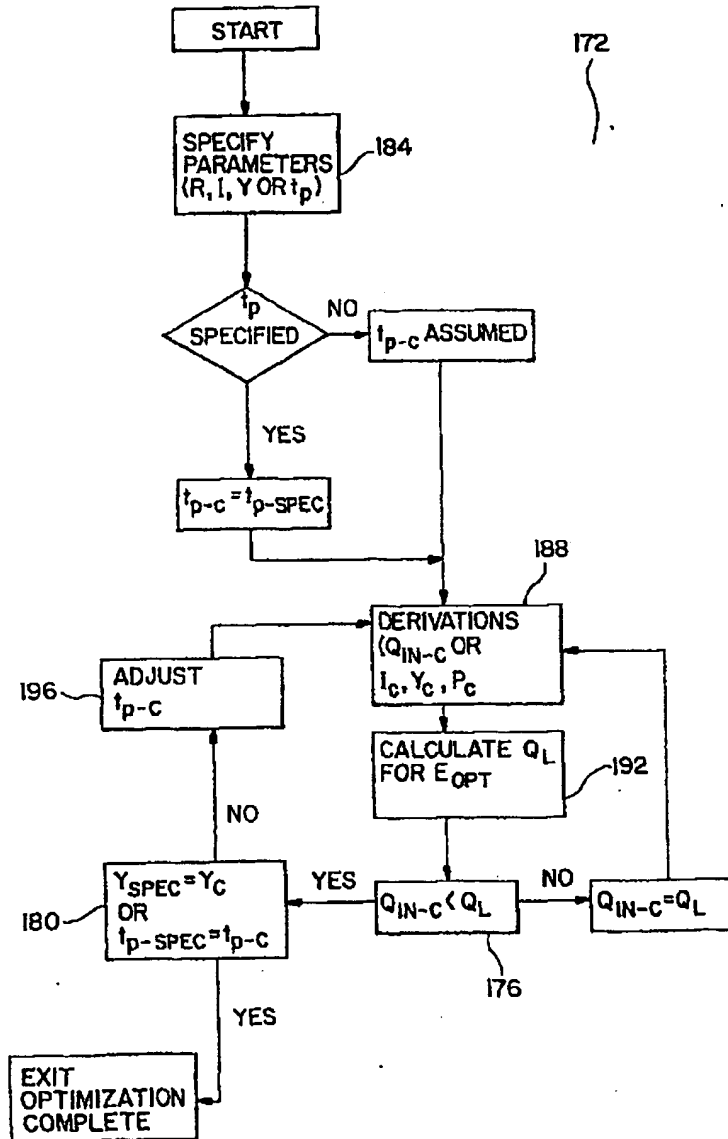 START
172
SPECIFY
PARAMETERS
(R, I, Y OR tp)
184
tp
SPECIFIED
NO
tp-c ASSUMED
YES
tp-c = tp-SPEC
188
DERIVATIONS
(QIN-C OR
IC, YC, PC
196
ADJUST
tp-c
CALCULATE QL
FOR EOPT
192
NO
YSPEC = YC
OR
tp-SPEC = tp-c
180
YES
QIN-C < QL
NO
QIN-C = QL
176
YES
EXIT
OPTIMIZATION
COMPLETE